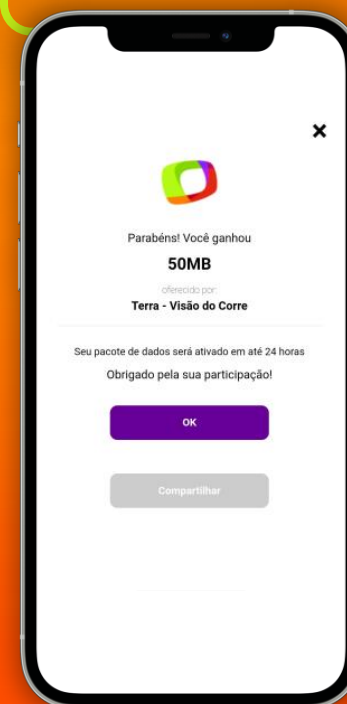 Parabéns! Você ganhou
50MB
oferecido por:
Terra - Visão do Corre
Seu pacote de dados será ativado em até 24 horas
Obrigado pela sua participação!
OK
Compartilhar